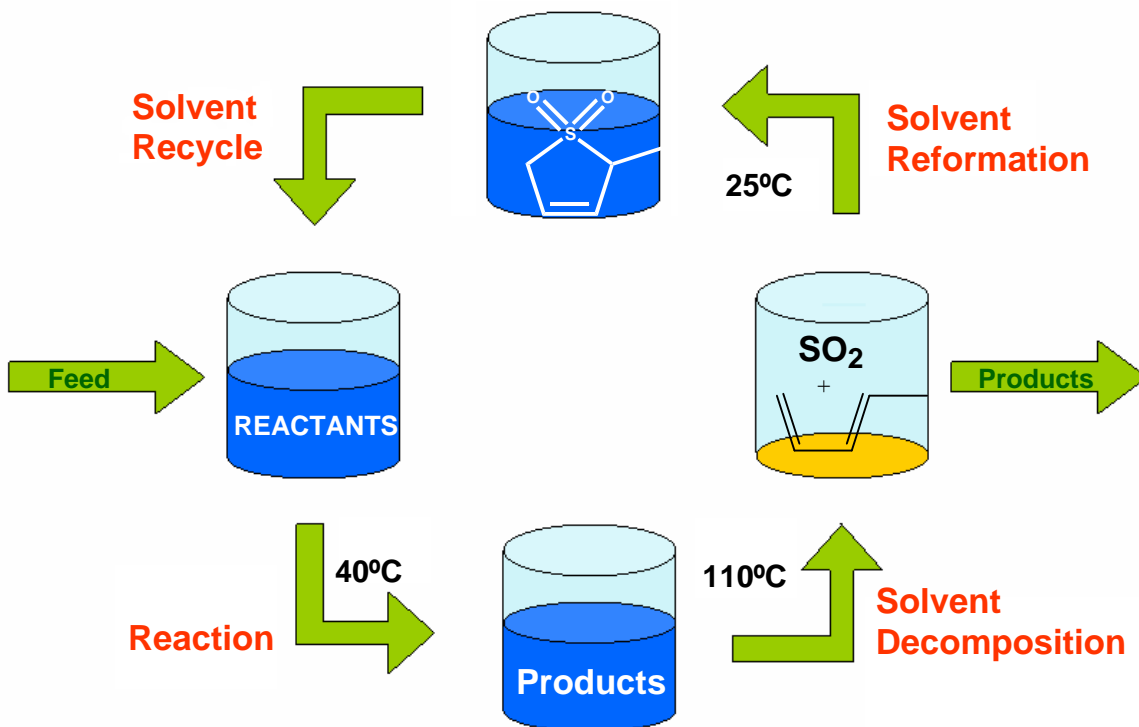 O O
S
Solvent
Recycle
Solvent
Reformation
25ºC
Feed
REACTANTS
SO₂
+
Products
40ºC
Reaction
Products
110ºC
Solvent
Decomposition